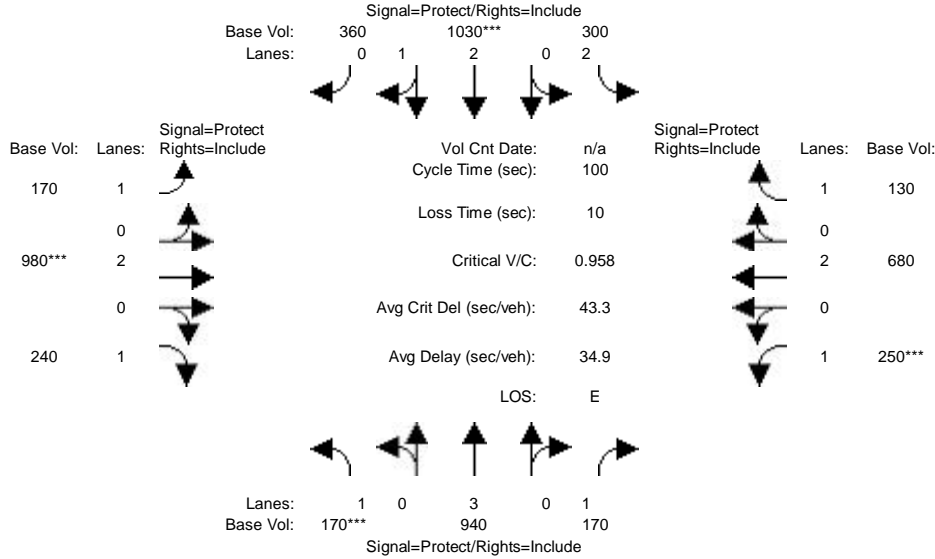 Signal=Protect/Rights=Include
Base Vol: 360 1030*** 300
Lanes: 0 1 2 0 2
Signal=Protect
Base Vol: Lanes: Rights=Include
Vol Cnt Date: n/a
Signal=Protect
Rights=Include Lanes: Base Vol:
Cycle Time (sec): 100
170 1
1 130
Loss Time (sec): 10
0
0
980*** 2
Critical V/C: 0.958
2 680
0
Avg Crit Del (sec/veh): 43.3
0
240 1
Avg Delay (sec/veh): 34.9
1 250***
LOS: E
Lanes: 1 0 3 0 1
Base Vol: 170*** 940 170
Signal=Protect/Rights=Include